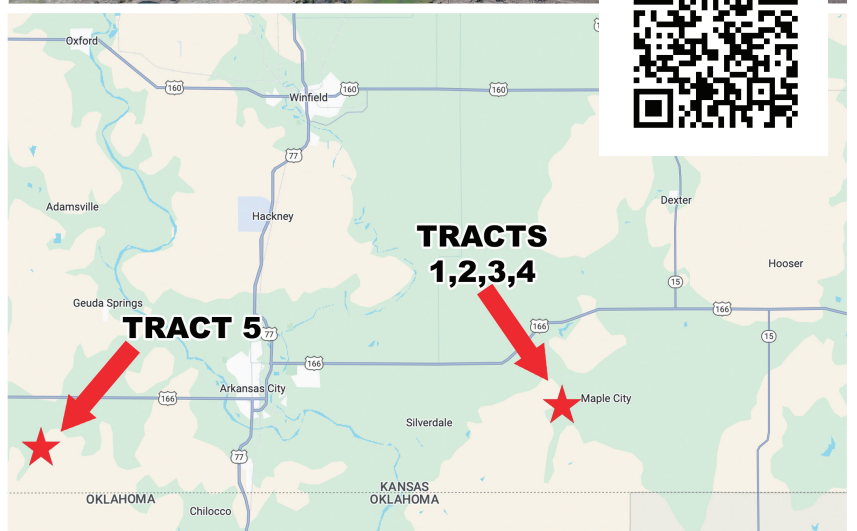 Oxford
160
Winfield
160
160
77
Adamsville
Hackney
Dexter
TRACTS
1,2,3,4
Hooser
15
Geuda Springs
166
TRACT 5
77
166
15
166
Arkansas City
166
Maple City
Silverdale
77
KANSAS
OKLAHOMA
OKLAHOMA
Chilocco